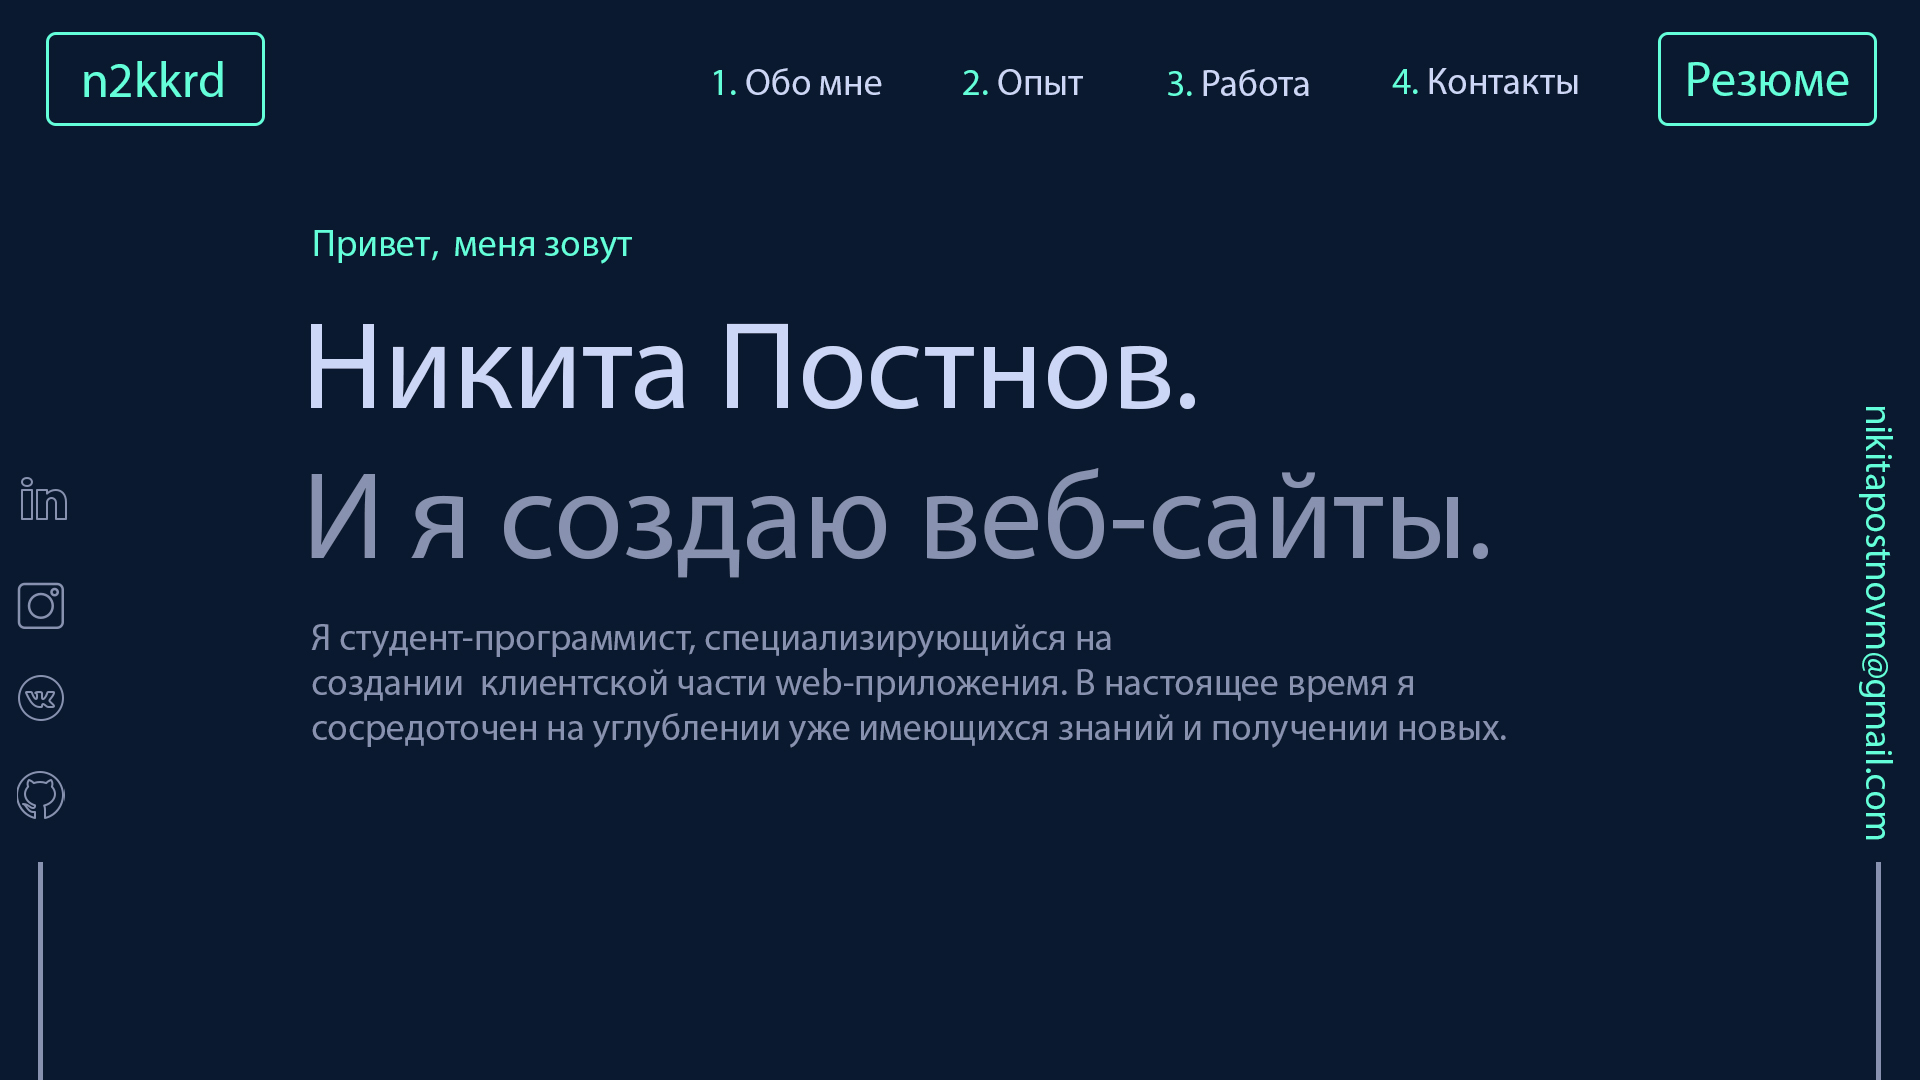 n2kkrd
1. Обо мне
2. Опыт
3. Работа
4. Контакты
Резюме
Привет, меня зовут
Никита Постнов.
И я создаю веб-сайты.
Я студент-программист, специализирующийся на
создании клиентской части web-приложения. В настоящее время я
сосредоточен на углублении уже имеющихся знаний и получении новых.
in
nikitapostnovm@gmail.com